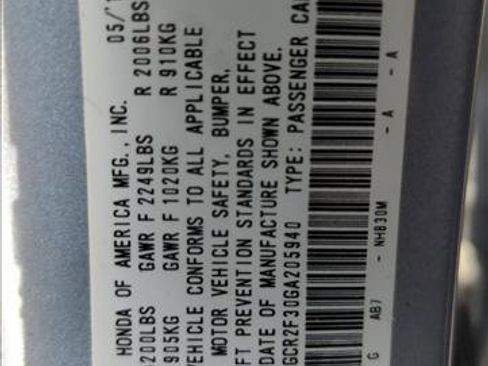 HONDA OF AMERICA MFG., INC. 05/
200LBS GAWR F 2249LBS R 2006LBS
905KG GAWR F 1020KG R 910KG
VEHICLE CONFORMS TO ALL APPLICABLE
MOTOR VEHICLE SAFETY, BUMPER,
FT PREVENTION STANDARDS IN EFFECT
DATE OF MANUFACTURE SHOWN ABOVE.
GCR2F30GA205940 TYPE: PASSENGER CA
G AB7 - NH830M - A - A